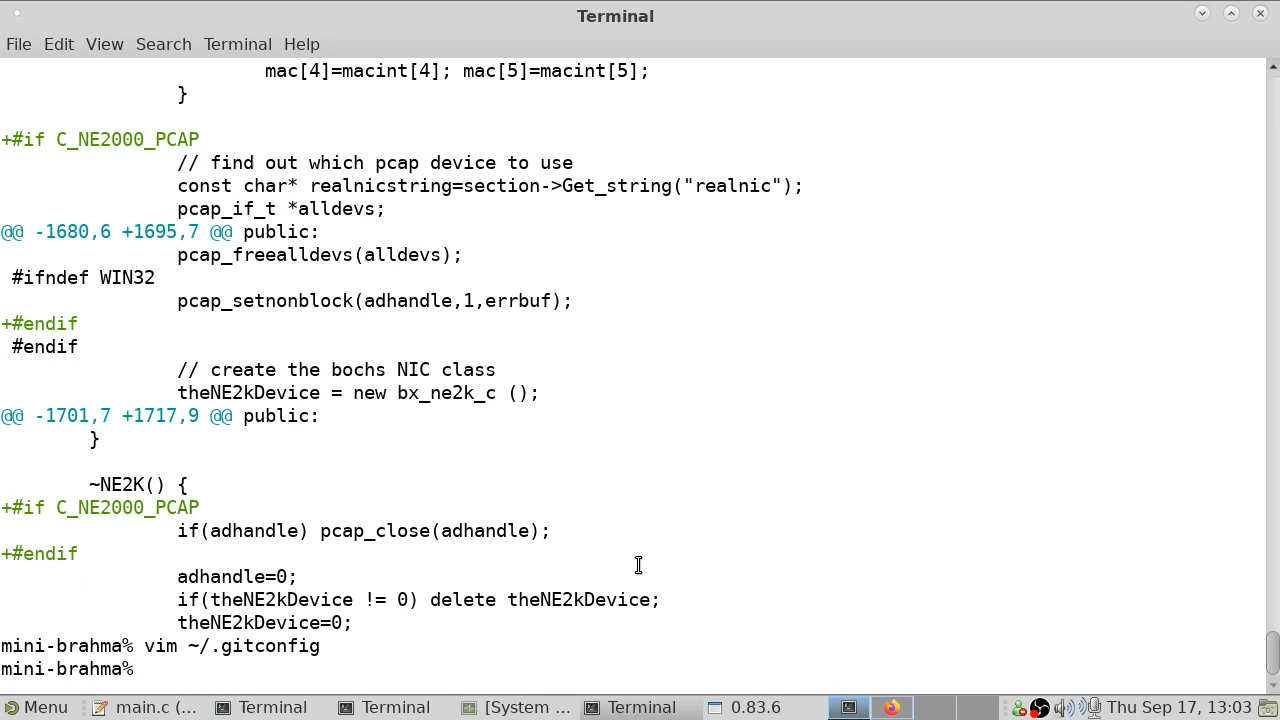 Terminal
File Edit View Search Terminal Help
mac[4]=macint[4]; mac[5]=macint[5];
}
+#if C_NE2000_PCAP
// find out which pcap device to use
const char* realnicstring=section->Get_string("realnic");
pcap_if_t *alldevs;
@@ -1680,6 +1695,7 @@ public:
pcap_freealldevs(alldevs);
#ifndef WIN32
pcap_setnonblock(adhandle,1,errbuf);
+#endif
#endif
// create the bochs NIC class
theNE2kDevice = new bx_ne2k_c ();
@@ -1701,7 +1717,9 @@ public:
}
~NE2K() {
+#if C_NE2000_PCAP
if(adhandle) pcap_close(adhandle);
+#endif
adhandle=0;
if(theNE2kDevice != 0) delete theNE2kDevice;
theNE2kDevice=0;
mini-brahma% vim ~/.gitconfig
mini-brahma%
Menu main.c (... Terminal Terminal [System ... Terminal 0.83.6 Thu Sep 17, 13:03